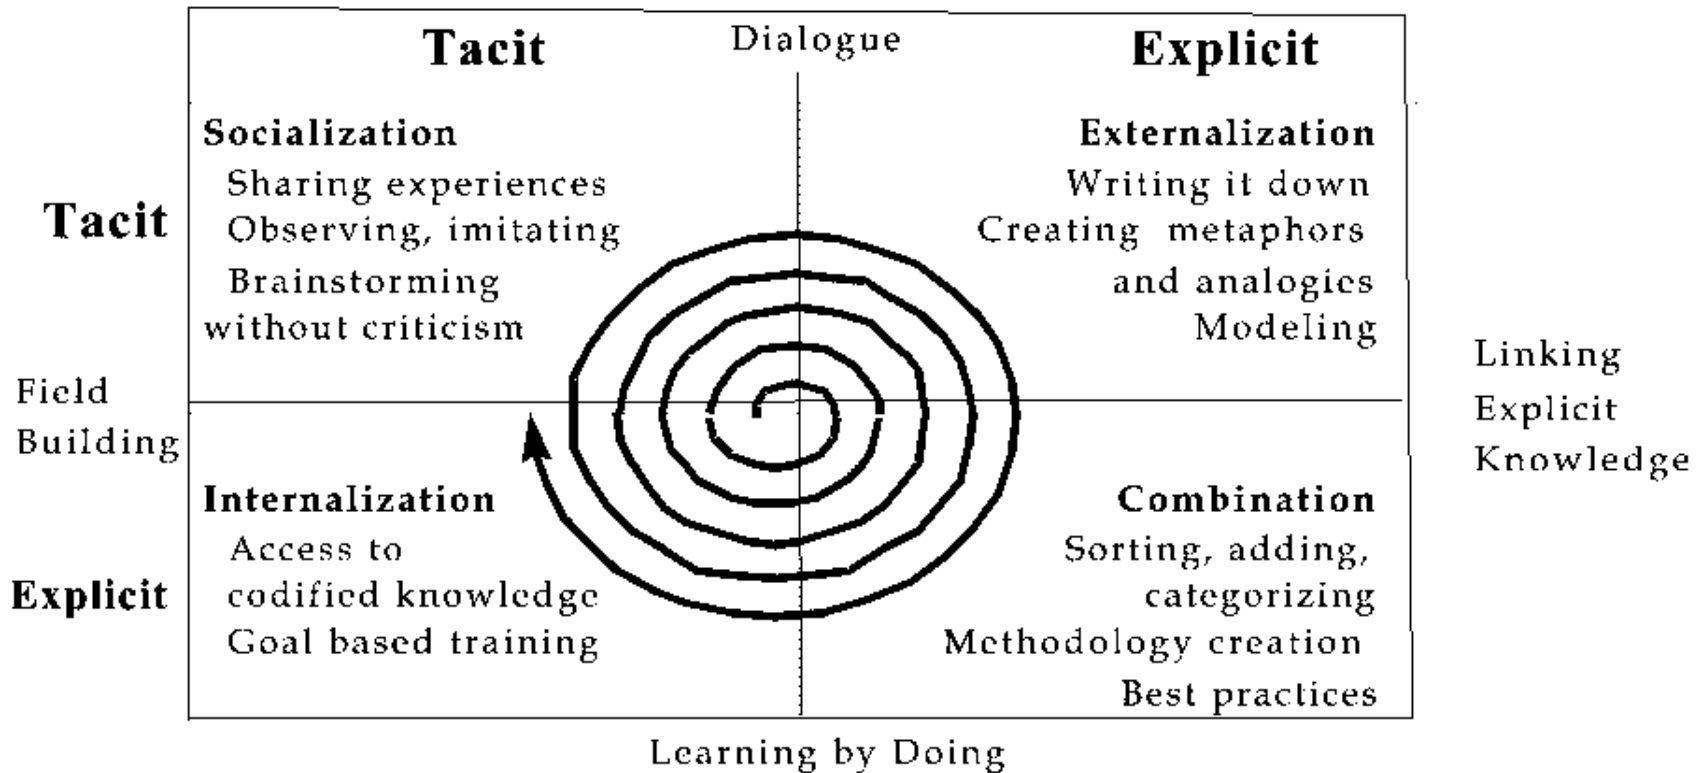 Tacit
Dialogue
Explicit
Socialization
Sharing experiences
Observing, imitating
Brainstorming
without criticism
Externalization
Writing it down
Creating metaphors
and analogies
Modeling
Tacit
Field
Building
Linking
Explicit
Knowledge
Internalization
Access to
codified knowledge
Goal based training
Combination
Sorting, adding,
categorizing
Methodology creation
Best practices
Explicit
Learning by Doing